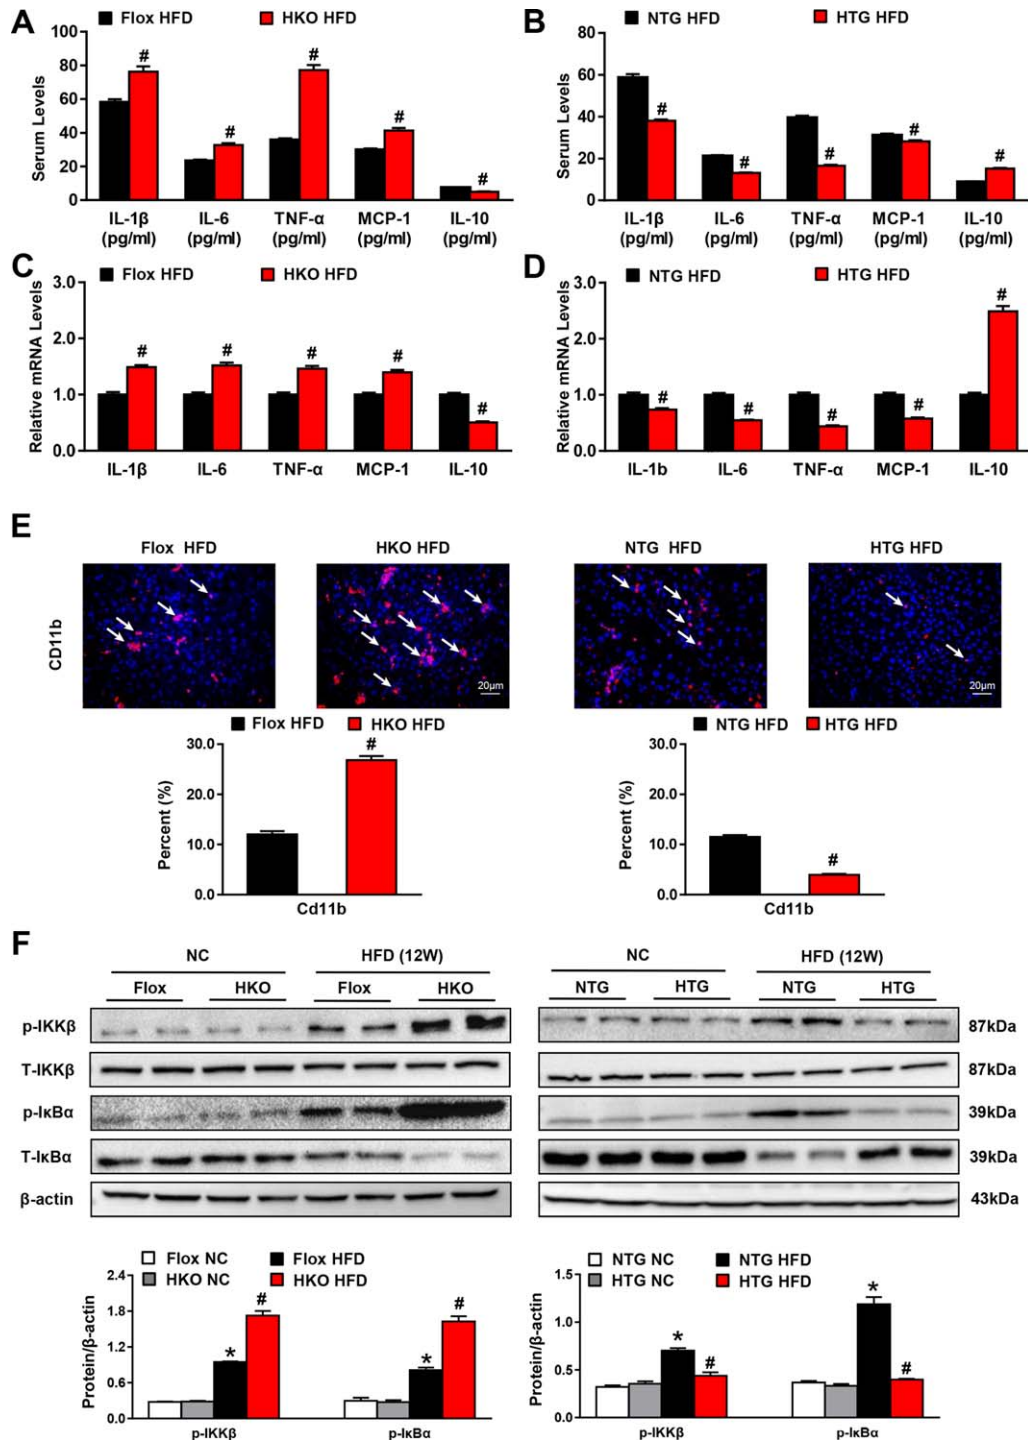 A
Flox HFD HKO HFD
Serum Levels
80
60
40
20
0
# # # # #
IL-1β IL-6 TNF-α MCP-1 IL-10
(pg/ml) (pg/ml) (pg/ml) (pg/ml) (pg/ml)
B
NTG HFD HTG HFD
Serum Levels
80
60
40
20
0
# # # # #
IL-1β IL-6 TNF-α MCP-1 IL-10
(pg/ml) (pg/ml) (pg/ml) (pg/ml) (pg/ml)
C
Flox HFD HKO HFD
Relative mRNA Levels
3.0
2.0
1.0
0.0
# # # # #
IL-1β IL-6 TNF-α MCP-1 IL-10
D
NTG HFD HTG HFD
Relative mRNA Levels
3.0
2.0
1.0
0.0
# # # # #
IL-1b IL-6 TNF-α MCP-1 IL-10
E
Flox HFD HKO HFD NTG HFD HTG HFD
CD11b
20μm 20μm
Flox HFD HKO HFD
Percent (%)
30.0
20.0
10.0
0.0
#
Cd11b
NTG HFD HTG HFD
Percent (%)
30.0
20.0
10.0
0.0
#
Cd11b
F
NC HFD (12W) NC HFD (12W)
Flox HKO Flox HKO NTG HTG NTG HTG
p-IKKβ 87kDa
T-IKKβ 87kDa
p-IκBα 39kDa
T-IκBα 39kDa
β-actin 43kDa
Flox NC Flox HFD
HKO NC HKO HFD
Protein/β-actin
2.4
1.8
1.2
0.6
0.0
* # * #
p-IKKβ p-IκBα
NTG NC NTG HFD
HTG NC HTG HFD
Protein/β-actin
1.5
1.0
0.5
0.0
* # * #
p-IKKβ p-IκBα